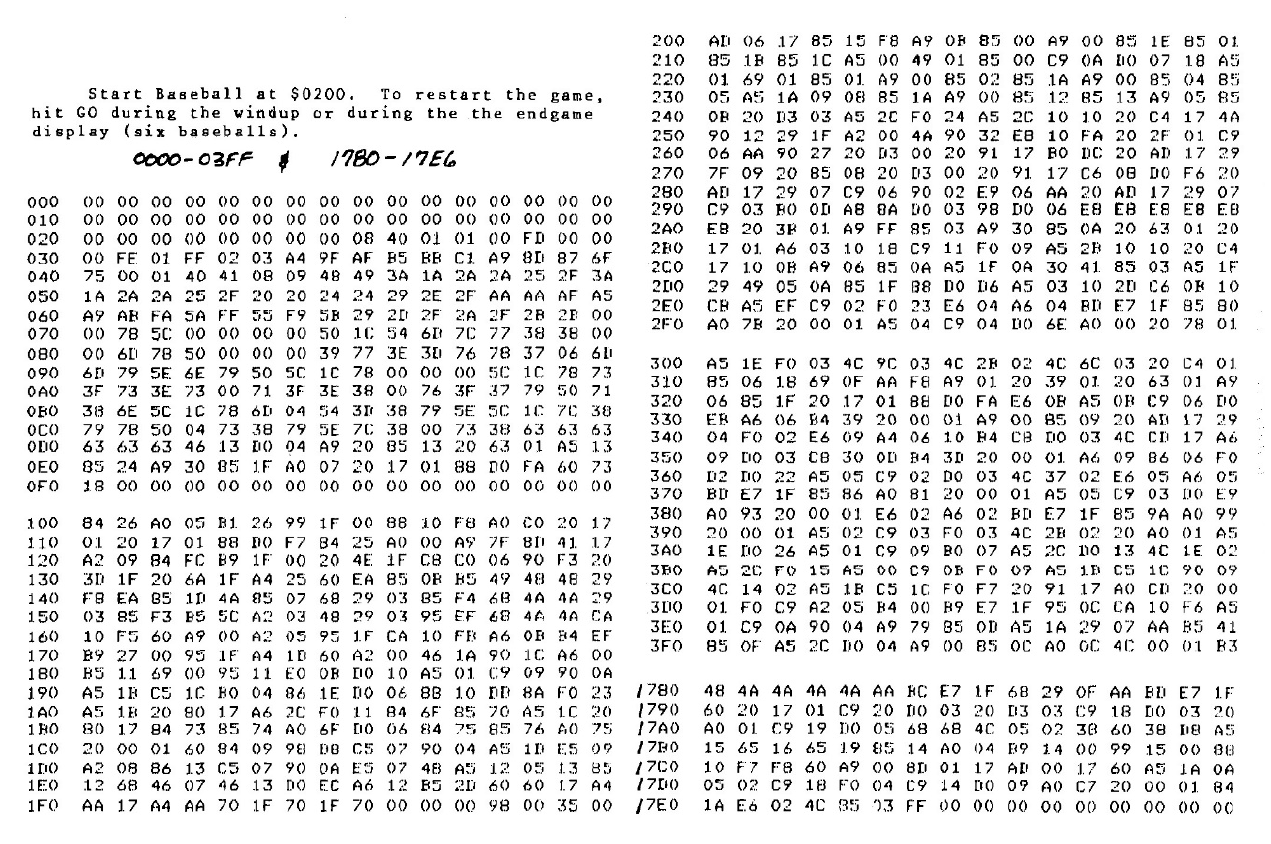 Start Baseball at $0200. To restart the game,
hit GO during the windup or during the the endgame
display (six baseballs).
0000-03FF & 1780-17E6
000 00 00 00 00 00 00 00 00 00 00 00 00 00 00 00 00
010 00 00 00 00 00 00 00 00 00 00 00 00 00 00 00 00
020 00 00 00 00 00 00 00 08 40 01 01 00 FD 00 00
030 00 FE 01 FF 02 03 A4 9F AF B5 BB C1 A9 8D 87 6F
040 75 00 01 40 41 08 09 48 49 3A 1A 2A 2A 25 2F 3A
050 1A 2A 2A 25 2F 20 20 24 24 29 2E 2F AA AA AF A5
060 A9 AB FA 5A FF 55 F9 5B 29 2D 2F 2A 2F 2B 2B 00
070 00 78 5C 00 00 00 00 50 1C 54 6D 7C 77 38 38 00
080 00 6D 78 50 00 00 00 39 77 3E 3D 76 78 37 06 6D
090 6D 79 5E 6E 79 50 5C 1C 78 00 00 00 5C 1C 78 73
0A0 3F 73 3E 73 00 71 3F 3E 38 00 76 3F 37 79 50 71
0B0 38 6E 5C 1C 78 6D 04 54 3D 38 79 5E 5C 1C 7C 38
0C0 79 78 50 04 73 38 79 5E 7C 38 00 73 38 63 63 63
0D0 63 63 63 46 13 D0 04 A9 20 85 13 20 63 01 A5 13
0E0 85 24 A9 30 85 1F A0 07 20 17 01 88 D0 FA 60 73
0F0 18 00 00 00 00 00 00 00 00 00 00 00 00 00 00 00
100 84 26 A0 05 B1 26 99 1F 00 88 10 F8 A0 C0 20 17
110 01 20 17 01 88 D0 F7 84 25 A0 00 A9 7F 8D 41 17
120 A2 09 84 FC B9 1F 00 20 4E 1F C8 C0 06 90 F3 20
130 3D 1F 20 6A 1F A4 25 60 EA 85 0B B5 49 48 48 29
140 F8 EA 85 1D 4A 85 07 68 29 03 85 F4 68 4A 4A 29
150 03 85 F3 B5 5C A2 03 48 29 03 95 EF 68 4A 4A CA
160 10 F5 60 A9 00 A2 05 95 1F CA 10 FB A6 0B B4 EF
170 B9 27 00 95 1F A4 1D 60 A2 00 46 1A 90 1C A6 00
180 B5 11 69 00 95 11 E0 0B D0 10 A5 01 C9 09 90 0A
190 A5 1B C5 1C B0 04 86 1E D0 06 88 10 DD 8A F0 23
1A0 A5 1B 20 80 17 A6 2C F0 11 84 6F 85 70 A5 1C 20
1B0 80 17 84 73 85 74 A0 6F D0 06 84 75 85 76 A0 75
1C0 20 00 01 60 84 09 98 D8 C5 07 90 04 A5 1D E5 09
1D0 A2 08 86 13 C5 07 90 0A E5 07 48 A5 12 05 13 85
1E0 12 68 46 07 46 13 D0 EC A6 12 B5 2D 60 60 17 A4
1F0 AA 17 A4 AA 70 1F 70 1F 70 00 00 00 98 00 35 00
200 AD 06 17 85 15 F8 A9 0B 85 00 A9 00 85 1E 85 01
210 85 1B 85 1C A5 00 49 01 85 00 C9 0A D0 07 18 A5
220 01 69 01 85 01 A9 00 85 02 85 1A A9 00 85 04 85
230 05 A5 1A 09 08 85 1A A9 00 85 12 85 13 A9 05 85
240 0B 20 D3 03 A5 2C F0 24 A5 2C 10 10 20 C4 17 4A
250 90 12 29 1F A2 00 4A 90 32 E8 10 FA 20 2F 01 C9
260 06 AA 90 27 20 D3 00 20 91 17 B0 DC 20 AD 17 29
270 7F 09 20 85 08 20 D3 00 20 91 17 C6 08 D0 F6 20
280 AD 17 29 07 C9 06 90 02 E9 06 AA 20 AD 17 29 07
290 C9 03 B0 0D A8 8A D0 03 98 D0 06 E8 E8 E8 E8 E8
2A0 E8 20 3B 01 A9 FF 85 03 A9 30 85 0A 20 63 01 20
2B0 17 01 A6 03 10 18 C9 11 F0 09 A5 2B 10 10 20 C4
2C0 17 10 0B A9 06 85 0A A5 1F 0A 30 41 85 03 A5 1F
2D0 29 49 05 0A 85 1F 88 D0 D6 A5 03 10 2D C6 0B 10
2E0 CB A5 EF C9 02 F0 23 E6 04 A6 04 BD E7 1F 85 80
2F0 A0 7B 20 00 01 A5 04 C9 04 D0 6E A0 00 20 78 01
300 A5 1E F0 03 4C 9C 03 4C 2B 02 4C 6C 03 20 C4 01
310 85 06 18 69 0F AA F8 A9 01 20 39 01 20 63 01 A9
320 06 85 1F 20 17 01 88 D0 FA E6 0B A5 0B C9 06 D0
330 EB A6 06 B4 39 20 00 01 A9 00 85 09 20 AD 17 29
340 04 F0 02 E6 09 A4 06 10 B4 C8 D0 03 4C CD 17 A6
350 09 D0 03 C8 30 0D B4 3D 20 00 01 A6 09 86 06 F0
360 D2 D0 22 A5 05 C9 02 D0 03 4C 37 02 E6 05 A6 05
370 BD E7 1F 85 86 A0 81 20 00 01 A5 05 C9 03 D0 E9
380 A0 93 20 00 01 E6 02 A6 02 BD E7 1F 85 9A A0 99
390 20 00 01 A5 02 C9 03 F0 03 4C 2B 02 20 A0 01 A5
3A0 1E D0 26 A5 01 C9 09 B0 07 A5 2C D0 13 4C 1E 02
3B0 A5 2C F0 15 A5 00 C9 0B F0 09 A5 1B C5 1C 90 09
3C0 4C 14 02 A5 1B C5 1C F0 F7 20 91 17 A0 CD 20 00
3D0 01 F0 C9 A2 05 B4 00 B9 E7 1F 95 0C CA 10 F6 A5
3E0 01 C9 0A 90 04 A9 79 85 0D A5 1A 29 07 AA B5 41
3F0 85 0F A5 2C D0 04 A9 00 85 0C A0 0C 4C 00 01 B3
1780 48 4A 4A 4A 4A AA BC E7 1F 68 29 0F AA BD E7 1F
1790 60 20 17 01 C9 20 D0 03 20 D3 03 C9 18 D0 03 20
17A0 A0 01 C9 19 D0 05 68 68 4C 05 02 38 60 38 D8 A5
17B0 15 65 16 65 19 85 14 A0 04 B9 14 00 99 15 00 88
17C0 10 F7 F8 60 A9 00 8D 01 17 AD 00 17 60 A5 1A 0A
17D0 05 02 C9 18 F0 04 C9 14 D0 09 A0 C7 20 00 01 84
17E0 1A E6 02 4C 85 03 FF 00 00 00 00 00 00 00 00 00